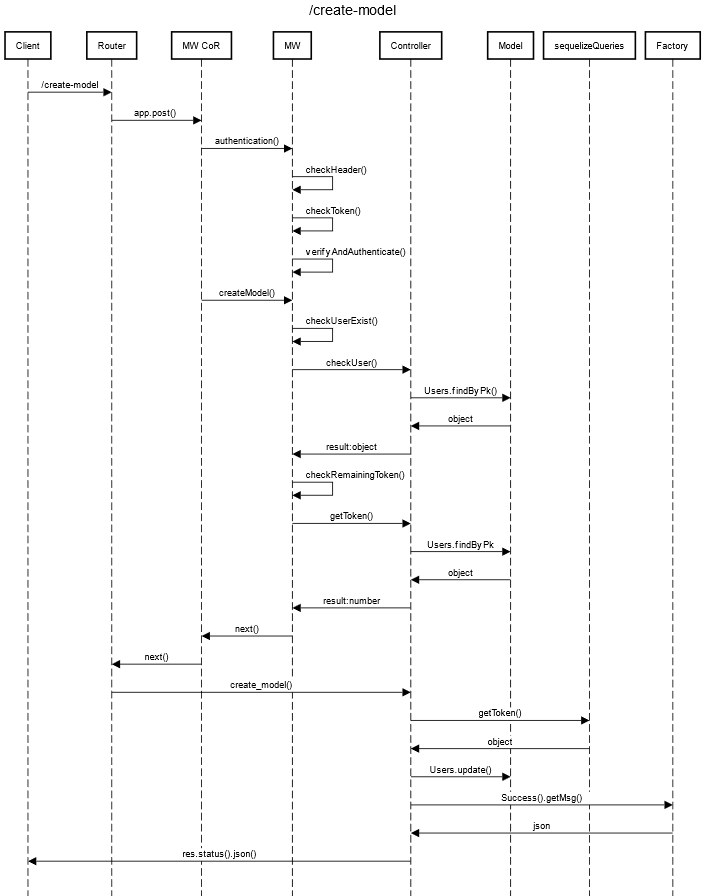 /create-model
Client
Router
MW CoR
MW
Controller
Model
sequelizeQueries
Factory
/create-model
app.post()
authentication()
checkHeader()
checkToken()
verifyAndAuthenticate()
createModel()
checkUserExist()
checkUser()
Users.findByPk()
object
result:object
checkRemainingToken()
getToken()
Users.findByPk
object
result:number
next()
next()
create_model()
getToken()
object
Users.update()
Success().getMsg()
json
res.status().json()